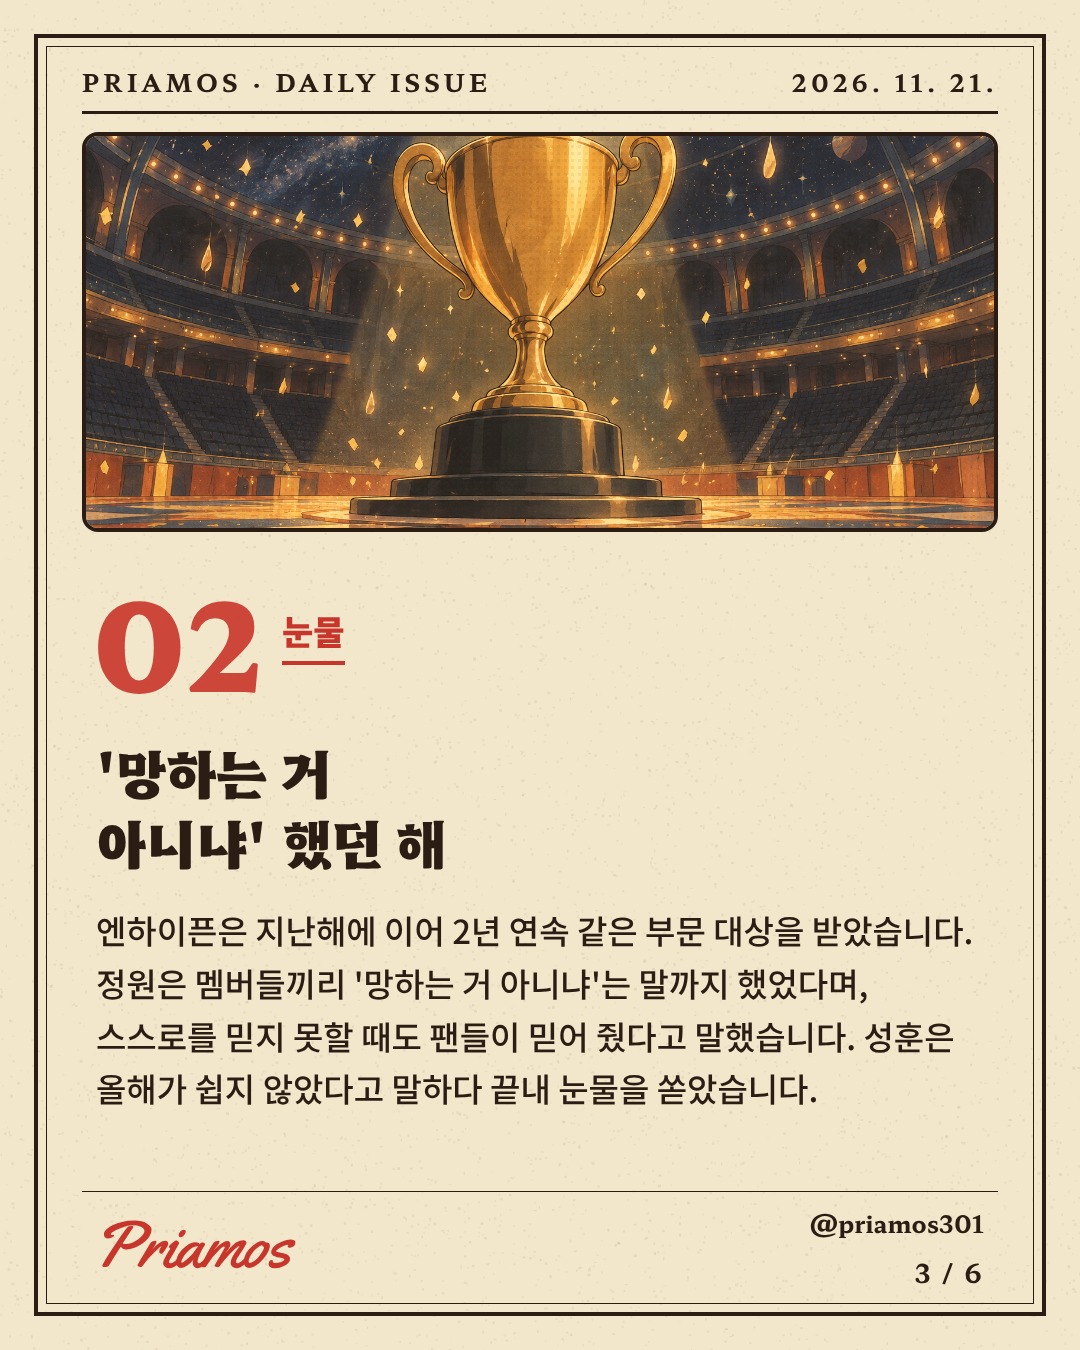 PRIAMOS · DAILY ISSUE
2026. 11. 21.
02
눈물
'망하는 거
아니냐' 했던 해
엔하이픈은 지난해에 이어 2년 연속 같은 부문 대상을 받았습니다.
정원은 멤버들끼리 '망하는 거 아니냐'는 말까지 했었다며,
스스로를 믿지 못할 때도 팬들이 믿어 줬다고 말했습니다. 성훈은
올해가 쉽지 않았다고 말하다 끝내 눈물을 쏟았습니다.
Priamos
@priamos301
3 / 6